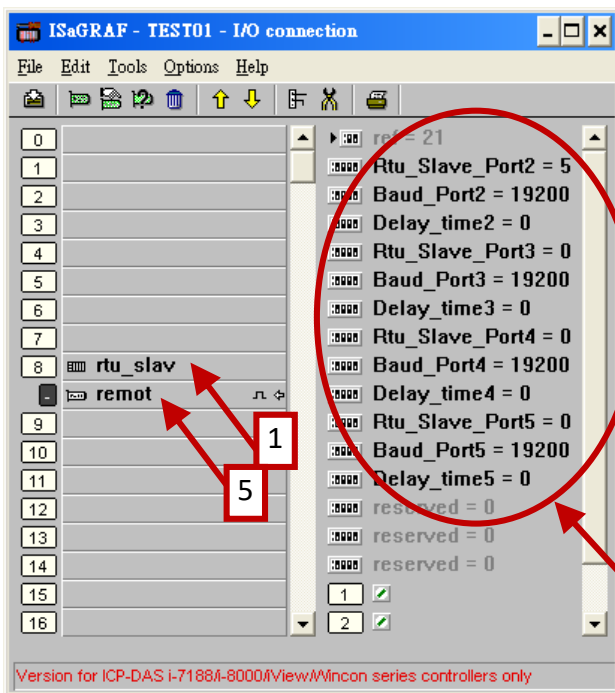 ISaGRAF - TEST01 - I/O connection
File Edit Tools Options Help
0
1
2
3
4
5
6
7
8 rtu_slav
- remot
9
10
11
12
13
14
15
16
1
5
ref = 21
Rtu_Slave_Port2 = 5
Baud_Port2 = 19200
Delay_time2 = 0
Rtu_Slave_Port3 = 0
Baud_Port3 = 19200
Delay_time3 = 0
Rtu_Slave_Port4 = 0
Baud_Port4 = 19200
Delay_time4 = 0
Rtu_Slave_Port5 = 0
Baud_Port5 = 19200
Delay_time5 = 0
reserved = 0
reserved = 0
reserved = 0
1
2
Version for ICP-DAS i-7188/i-8000/iView/Wincon series controllers only